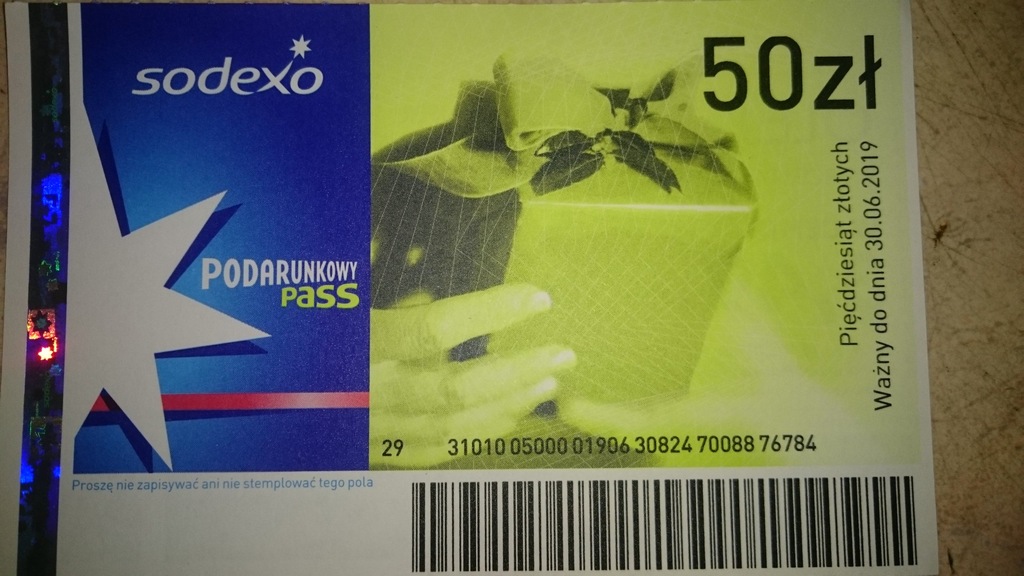 sodexo
50zł
Pięćdziesiąt złotych
Ważny do dnia 30.06.2019
PODARUNKOWY
PASS
29 31010 05000 01906 30824 70088 76784
Proszę nie zapisywać ani nie stemplować tego pola